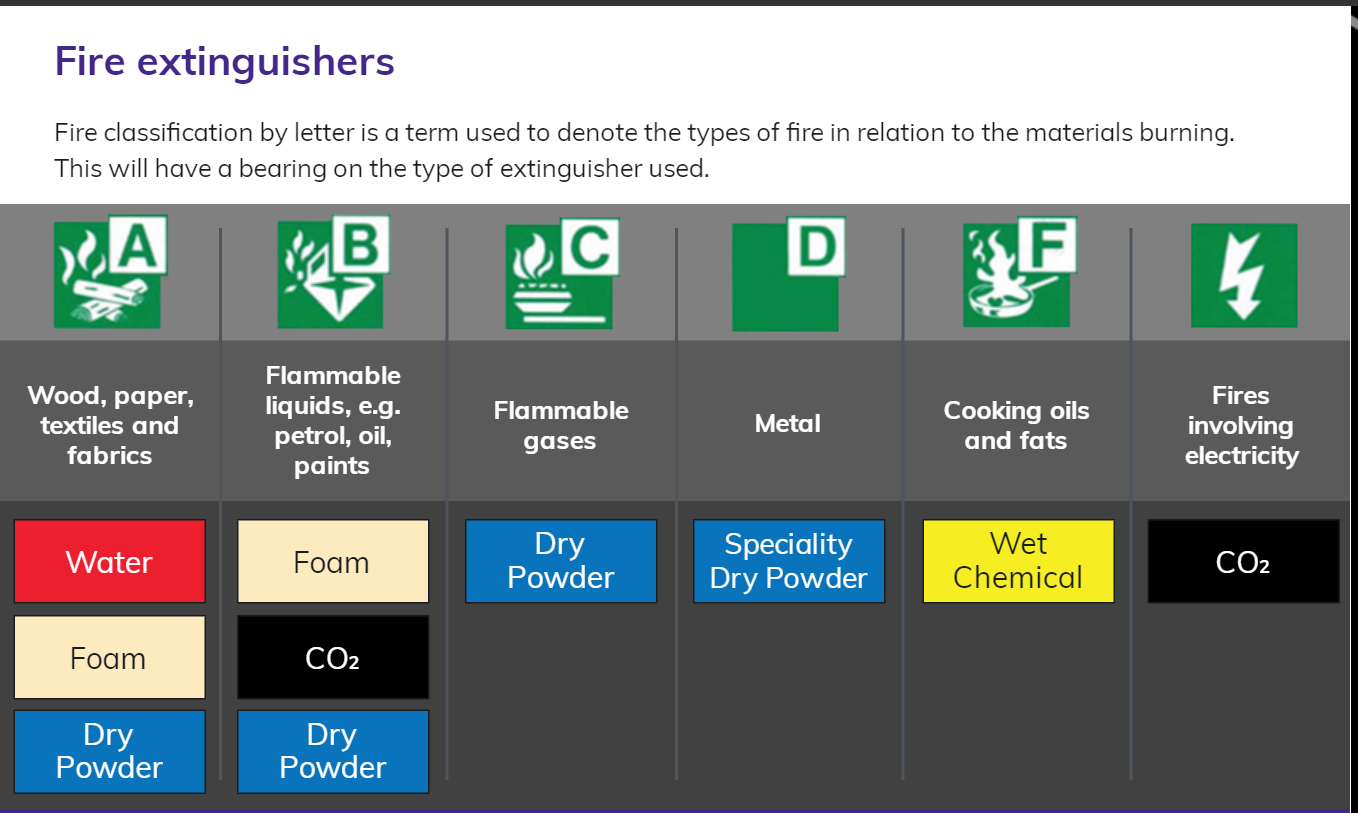 Fire extinguishers
Fire classification by letter is a term used to denote the types of fire in relation to the materials burning.
This will have a bearing on the type of extinguisher used.
A
B
C
D
F
Wood, paper,
textiles and
fabrics
Flammable
liquids, e.g.
petrol, oil,
paints
Flammable
gases
Metal
Cooking oils
and fats
Fires
involving
electricity
Water
Foam
Dry
Powder
Foam
CO₂
Dry
Powder
Dry
Powder
Speciality
Dry Powder
Wet
Chemical
CO₂